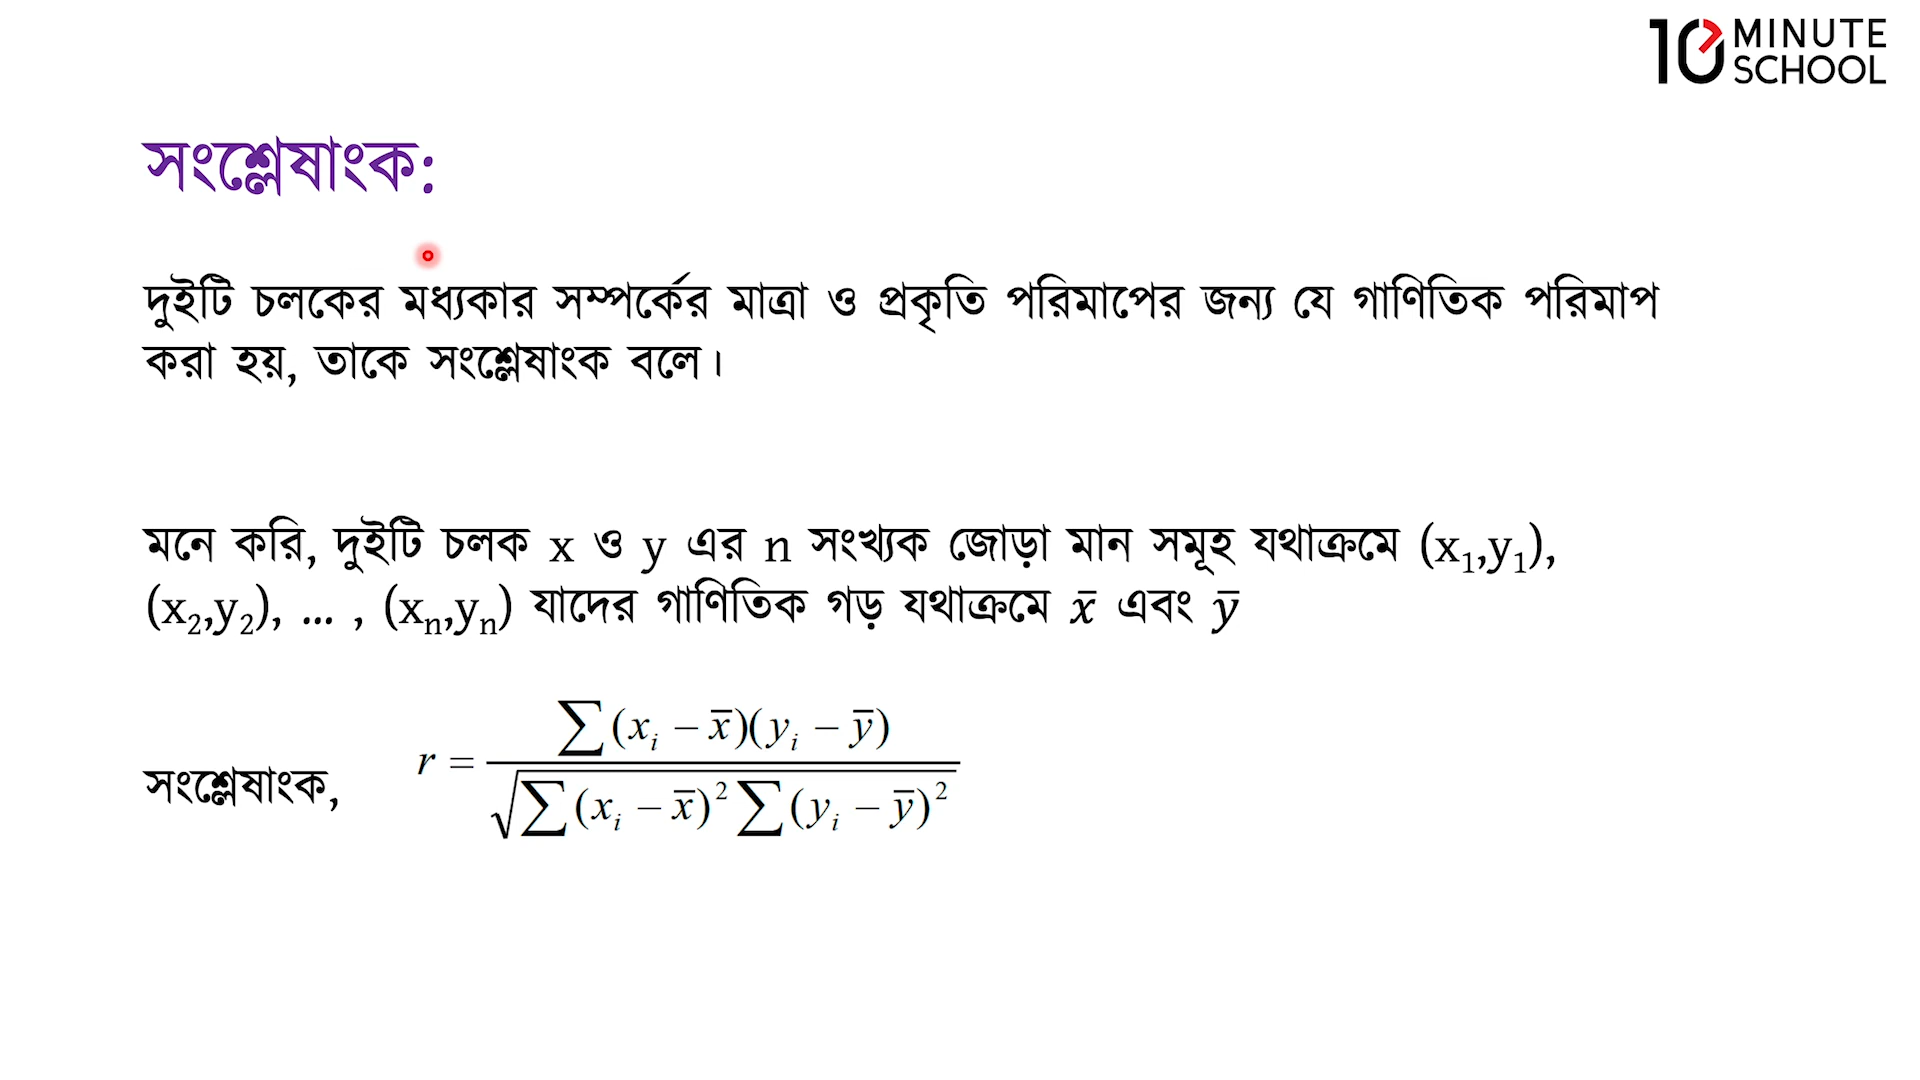 10 MINUTE
SCHOOL
সংশ্লেষাংক:
দুইটি চলকের মধ্যকার সম্পর্কের মাত্রা ও প্রকৃতি পরিমাপের জন্য যে গাণিতিক পরিমাপ
করা হয়, তাকে সংশ্লেষাংক বলে।
মনে করি, দুইটি চলক x ও y এর n সংখ্যক জোড়া মান সমূহ যথাক্রমে (x₁,y₁),
(x₂,y₂), ... , (xₙ,yₙ) যাদের গাণিতিক গড় যথাক্রমে x̄ এবং ȳ
সংশ্লেষাংক, r = ∑(xᵢ − x̄)(yᵢ − ȳ) / √∑(xᵢ − x̄)²∑(yᵢ − ȳ)²